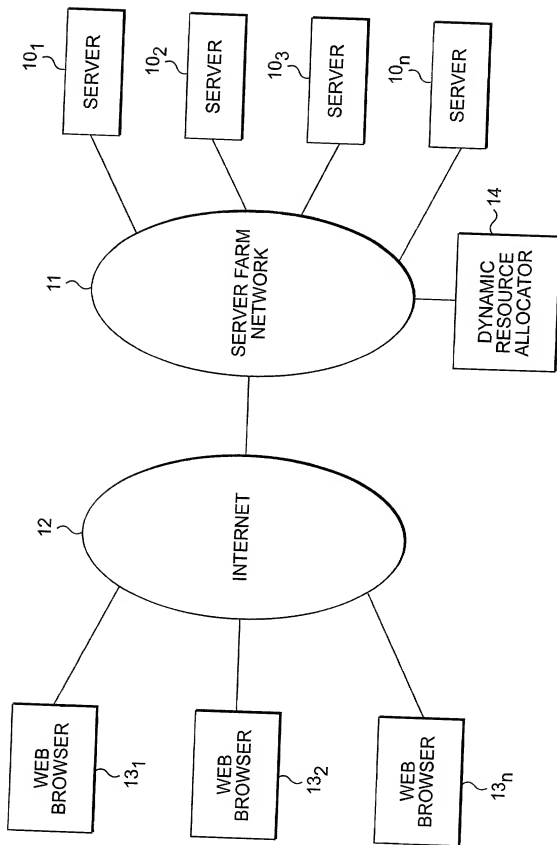 WEB
BROWSER
13₁
WEB
BROWSER
13₂
WEB
BROWSER
13ₙ
12
INTERNET
11
SERVER FARM
NETWORK
10₁
SERVER
10₂
SERVER
10₃
SERVER
10ₙ
SERVER
14
DYNAMIC
RESOURCE
ALLOCATOR